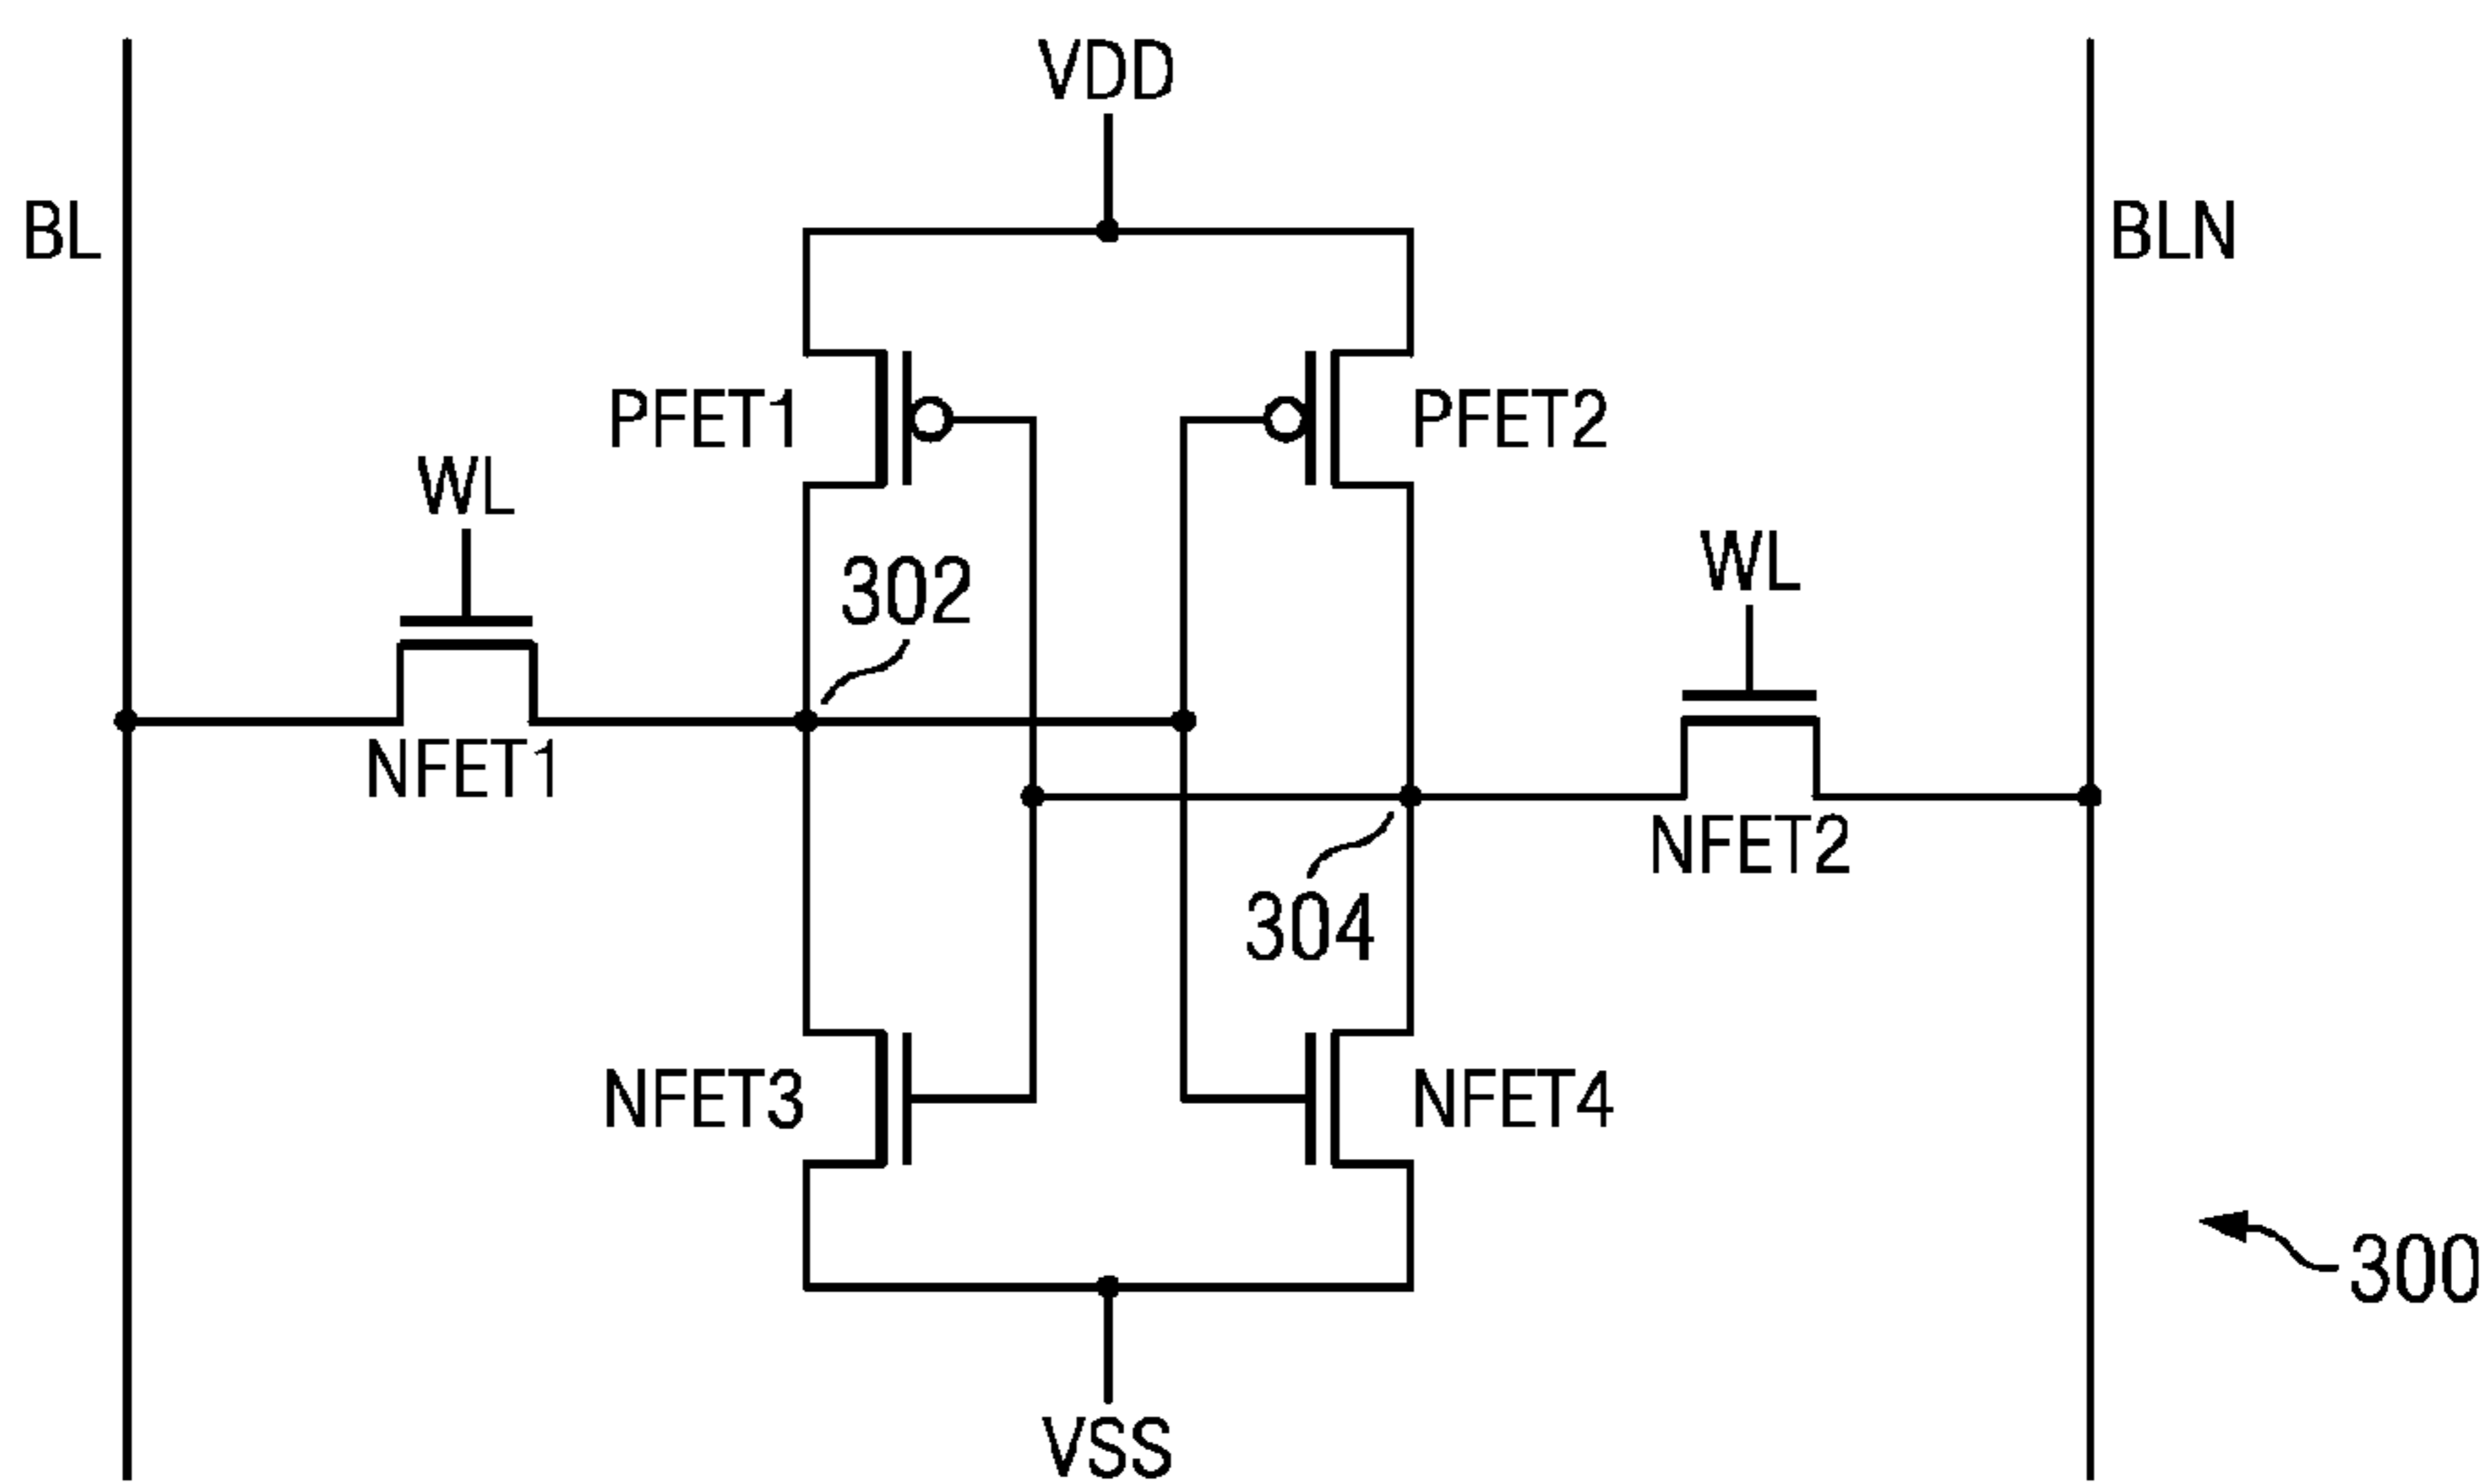 VDD
BL
BLN
PFET1
PFET2
WL
WL
302
NFET1
NFET2
304
NFET3
NFET4
300
VSS